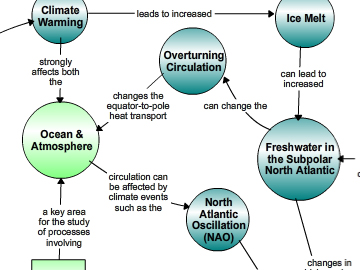 Climate
Warming
leads to increased
Ice Melt
Overturning
Circulation
strongly
affects both
the
can lead to
increased
changes the
equator-to-pole
heat transport
can change the
Ocean &
Atmosphere
Freshwater in
the Subpolar
North Atlantic
circulation can
be affected by
climate events
such as the
North
Atlantic
Oscillation
(NAO)
a key area
for the study
of processes
involving
changes in